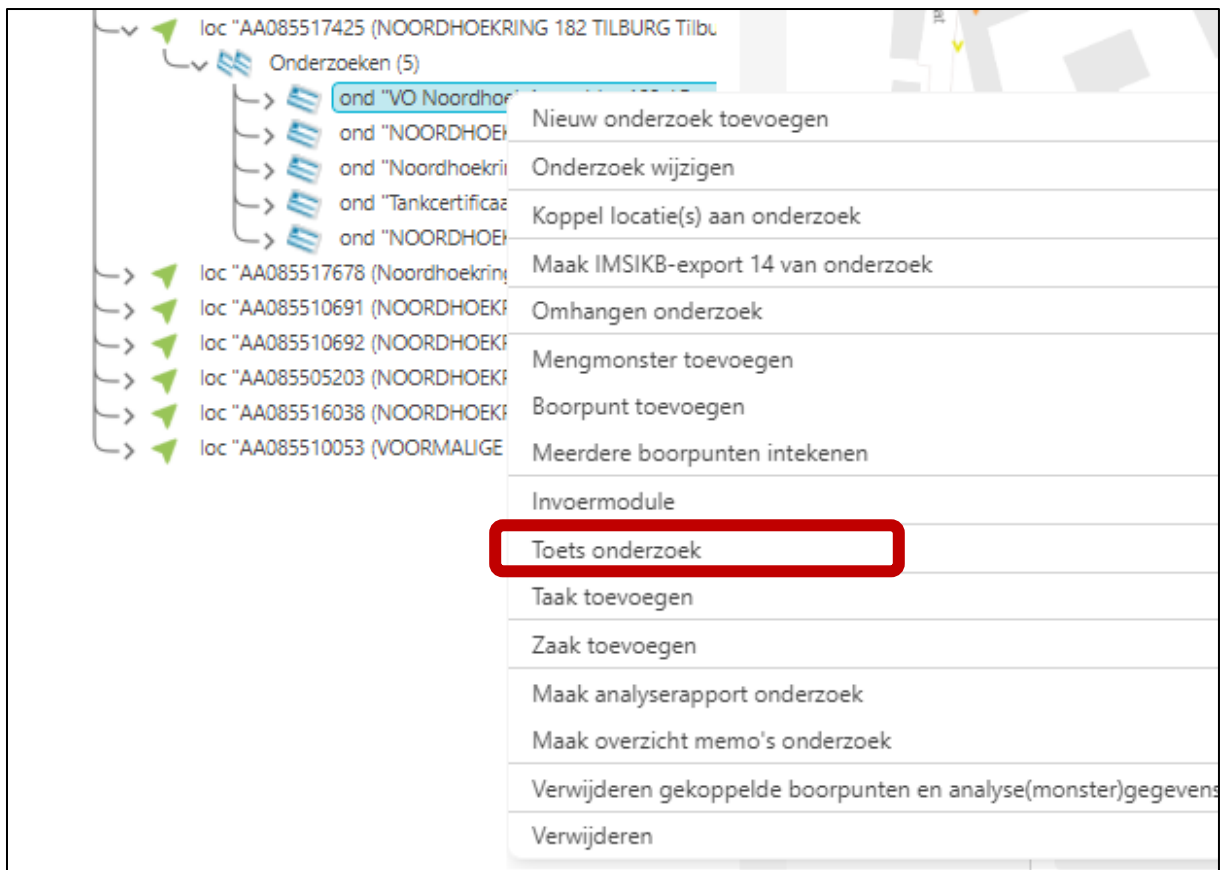 loc "AA085517425 (NOORDHOEKRING 182 TILBURG Tilbu
Onderzoeken (5)
ond "VO Noordhoe
ond "NOORDHOE
ond "Noordhoekri
ond "Tankcertificaa
ond "NOORDHOE
loc "AA085517678 (Noordhoekring
loc "AA085510691 (NOORDHOEKR
loc "AA085510692 (NOORDHOEKR
loc "AA085505203 (NOORDHOEKR
loc "AA085516038 (NOORDHOEKR
loc "AA085510053 (VOORMALIGE
Nieuw onderzoek toevoegen
Onderzoek wijzigen
Koppel locatie(s) aan onderzoek
Maak IMSIKB-export 14 van onderzoek
Omhangen onderzoek
Mengmonster toevoegen
Boorpunt toevoegen
Meerdere boorpunten intekenen
Invoermodule
Toets onderzoek
Taak toevoegen
Zaak toevoegen
Maak analyserapport onderzoek
Maak overzicht memo's onderzoek
Verwijderen gekoppelde boorpunten en analyse(monster)gegevens
Verwijderen